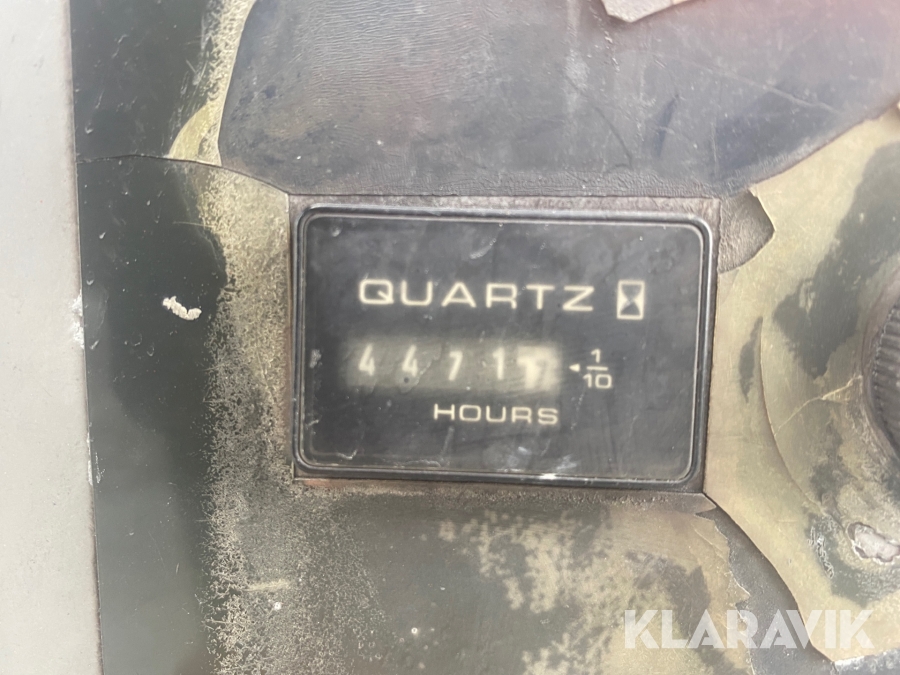 QUARTZ
4471 1/10
HOURS
KLARAVIK